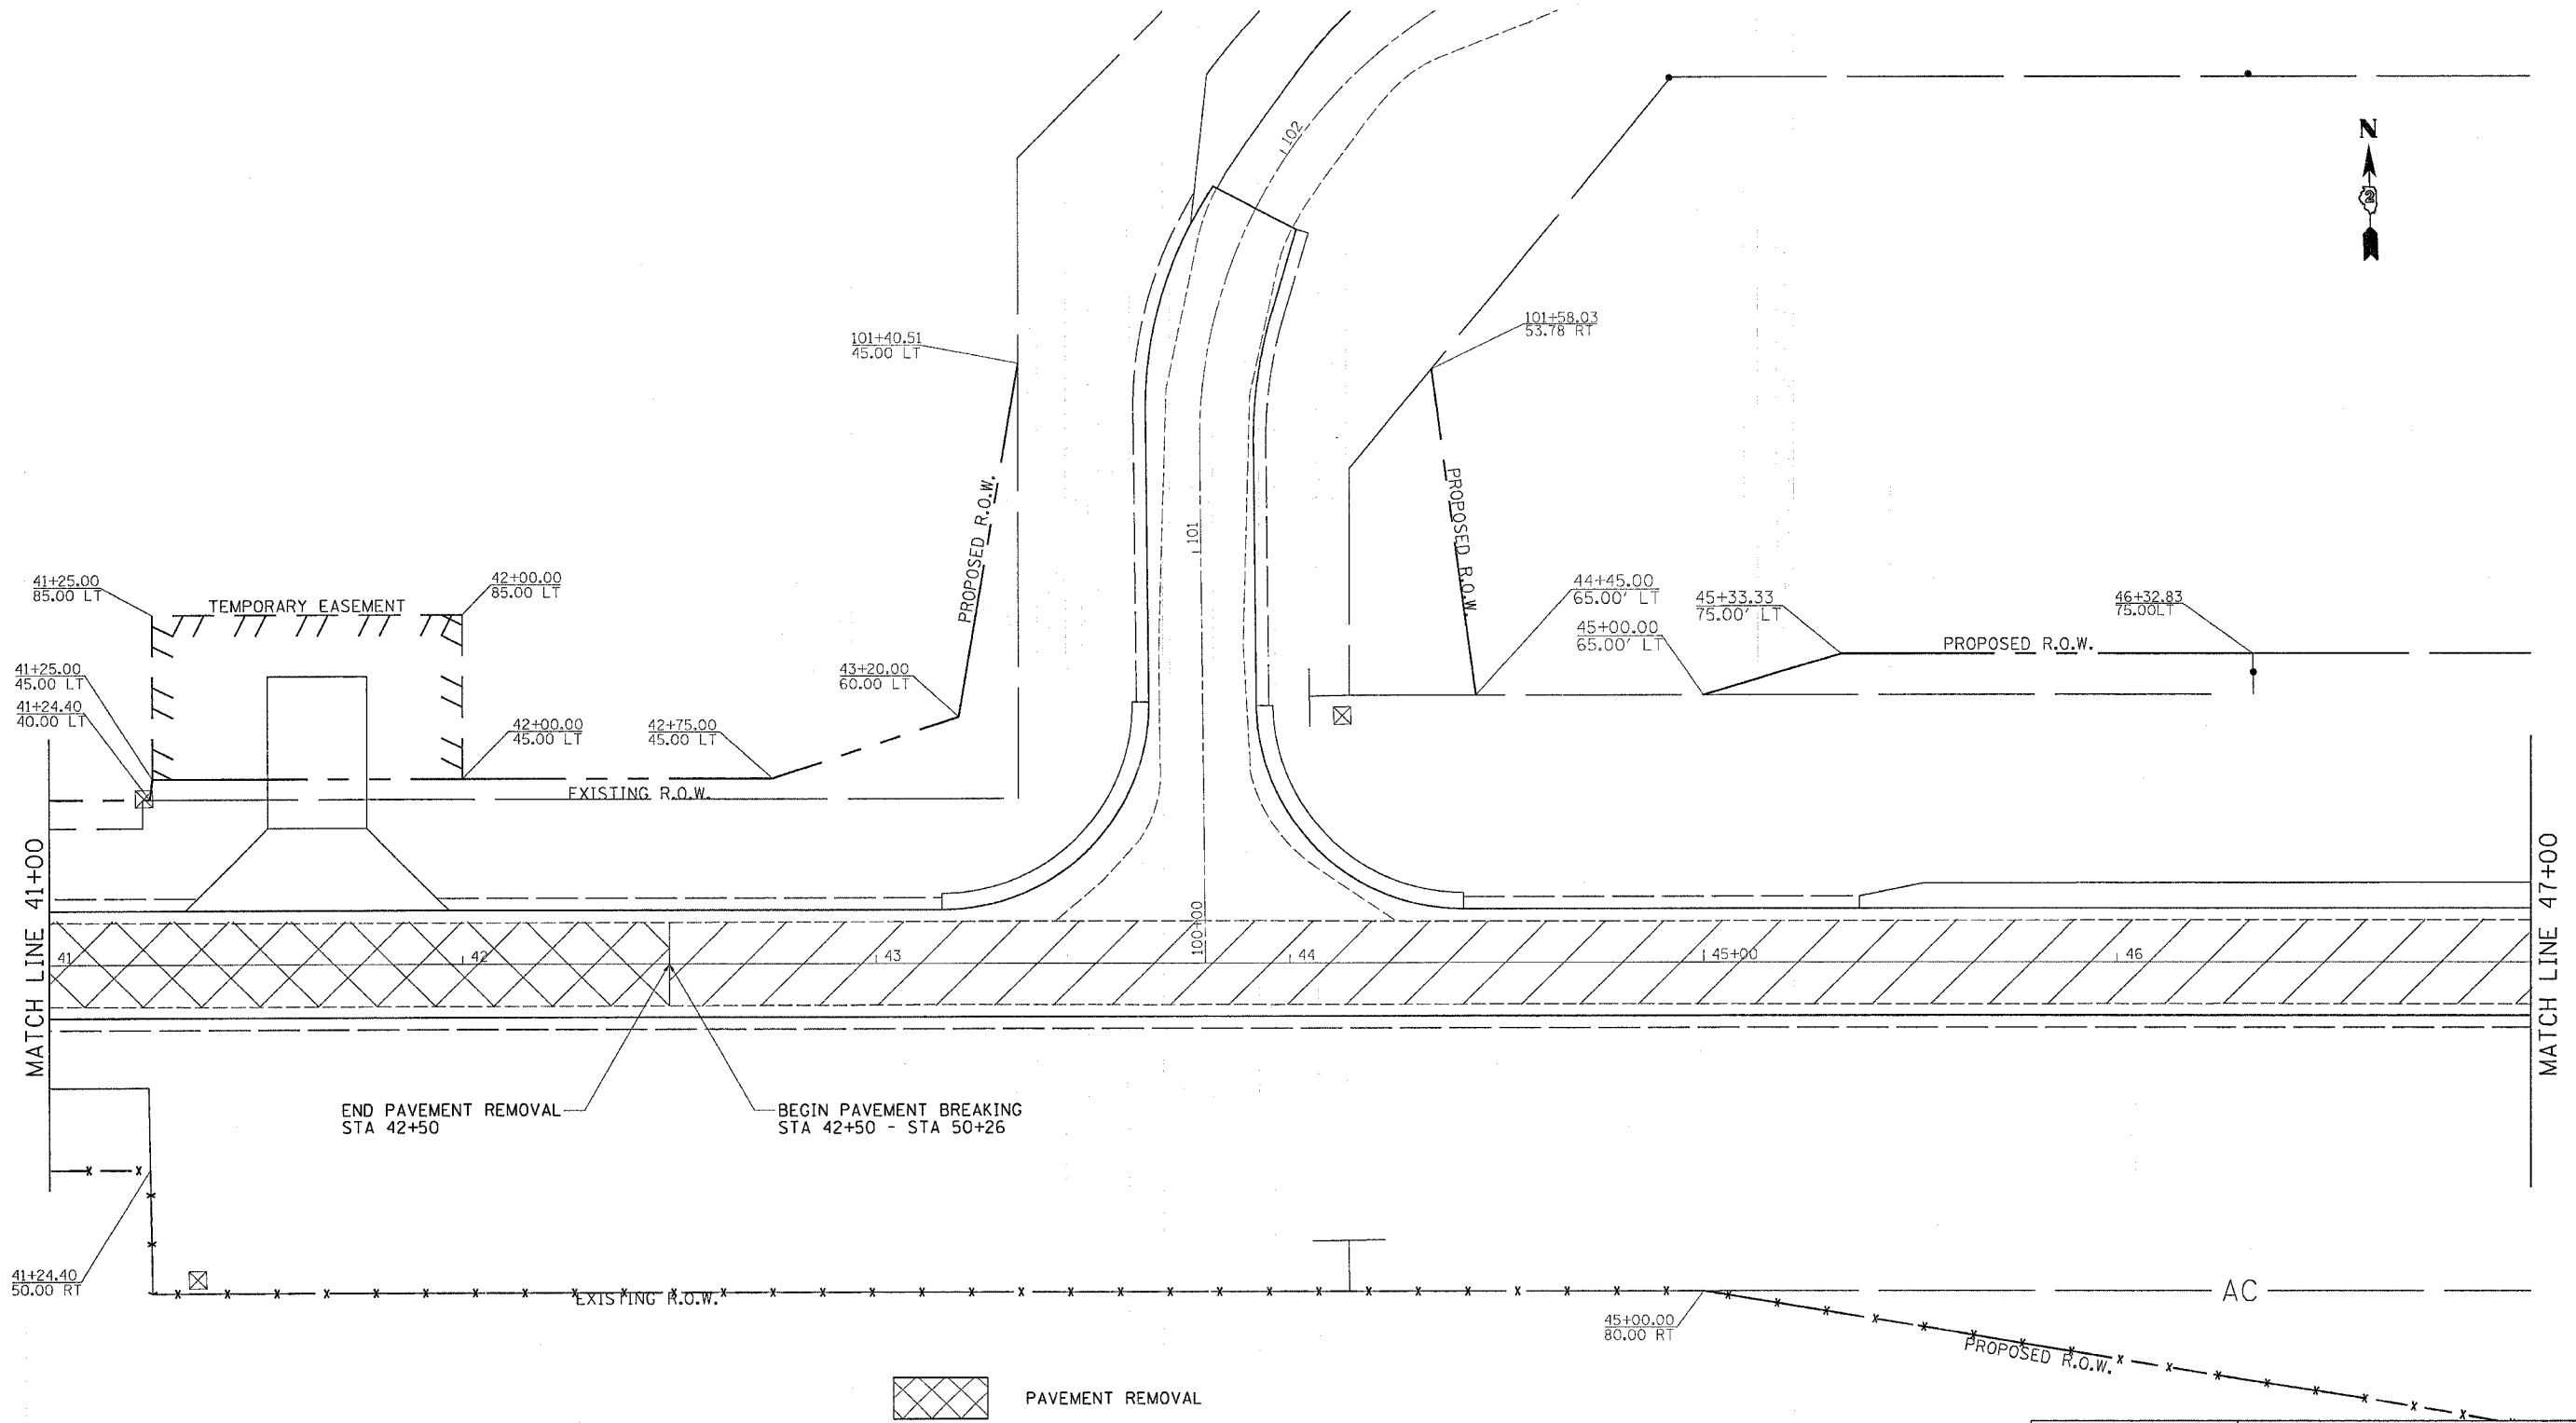 N
2
102
101+40.51
45.00 LT
101+58.03
53.78 RT
PROPOSED R.O.W.
PROPOSED R.O.W.
101
41+25.00
85.00 LT
TEMPORARY EASEMENT
42+00.00
85.00 LT
44+45.00
65.00' LT
45+33.33
75.00' LT
46+32.83
75.00LT
45+00.00
65.00' LT
PROPOSED R.O.W.
41+25.00
45.00 LT
41+24.40
40.00 LT
43+20.00
60.00 LT
42+00.00
45.00 LT
42+75.00
45.00 LT
EXISTING R.O.W.
MATCH LINE 41+00
MATCH LINE 47+00
100+00
41
42
43
44
45+00
46
END PAVEMENT REMOVAL
STA 42+50
BEGIN PAVEMENT BREAKING
STA 42+50 - STA 50+26
41+24.40
50.00 RT
EXISTING R.O.W.
AC
45+00.00
80.00 RT
PROPOSED R.O.W.
PAVEMENT REMOVAL